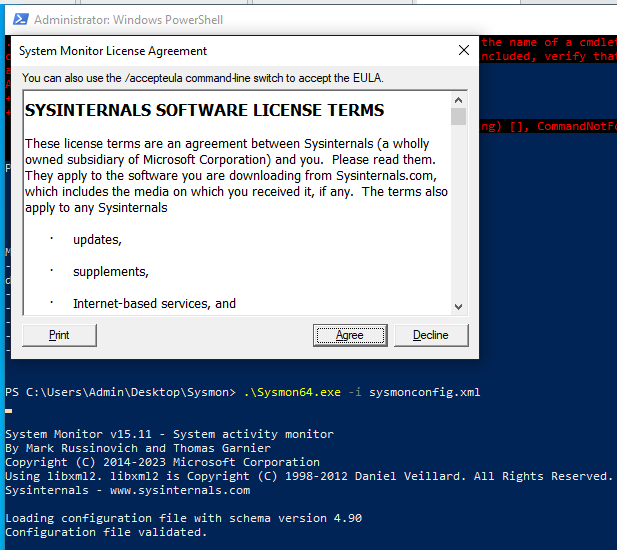 Administrator: Windows PowerShell
the name of a cmdlet
System Monitor License Agreement
ncluded, verify that
You can also use the /accepteula command-line switch to accept the EULA.
SYSINTERNALS SOFTWARE LICENSE TERMS
ng) [], CommandNotFo
These license terms are an agreement between Sysinternals (a wholly
owned subsidiary of Microsoft Corporation) and you.  Please read them.
They apply to the software you are downloading from Sysinternals.com,
which includes the media on which you received it, if any.  The terms also
apply to any Sysinternals
· updates,
· supplements,
· Internet-based services, and
Print Agree Decline
PS C:\Users\Admin\Desktop\Sysmon> .\Sysmon64.exe -i sysmonconfig.xml
System Monitor v15.11 - System activity monitor
By Mark Russinovich and Thomas Garnier
Copyright (C) 2014-2023 Microsoft Corporation
Using libxml2. libxml2 is Copyright (C) 1998-2012 Daniel Veillard. All Rights Reserved.
Sysinternals - www.sysinternals.com
Loading configuration file with schema version 4.90
Configuration file validated.